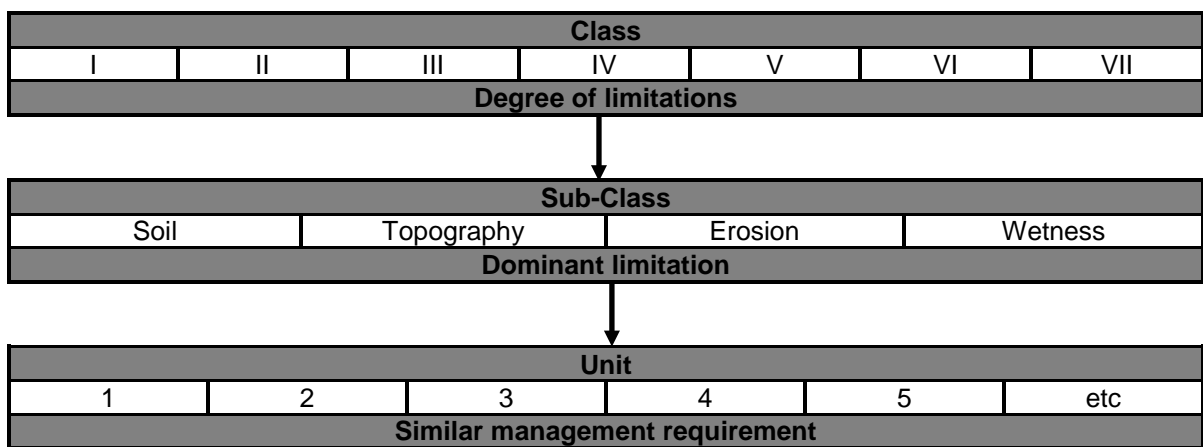 Class
I II III IV V VI VII
Degree of limitations
Sub-Class
Soil Topography Erosion Wetness
Dominant limitation
Unit
1 2 3 4 5 etc
Similar management requirement